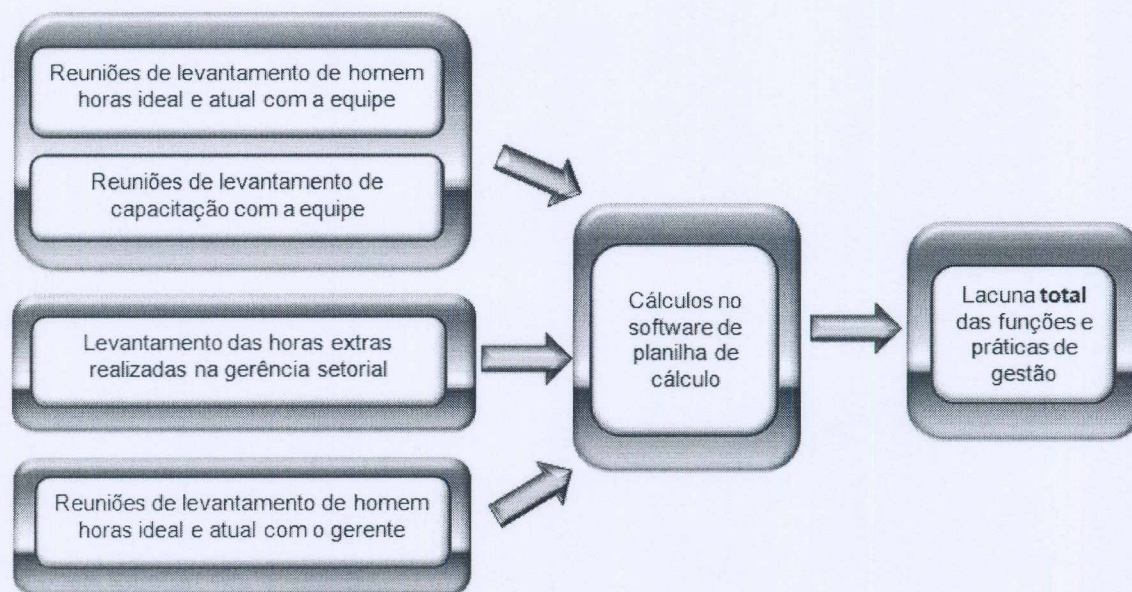 Reuniões de levantamento de homem
horas ideal e atual com a equipe
Reuniões de levantamento de
capacitação com a equipe
Levantamento das horas extras
realizadas na gerência setorial
Reuniões de levantamento de homem
horas ideal e atual com o gerente
Cálculos no
software de
planilha de
cálculo
Lacuna total
das funções e
práticas de
gestão